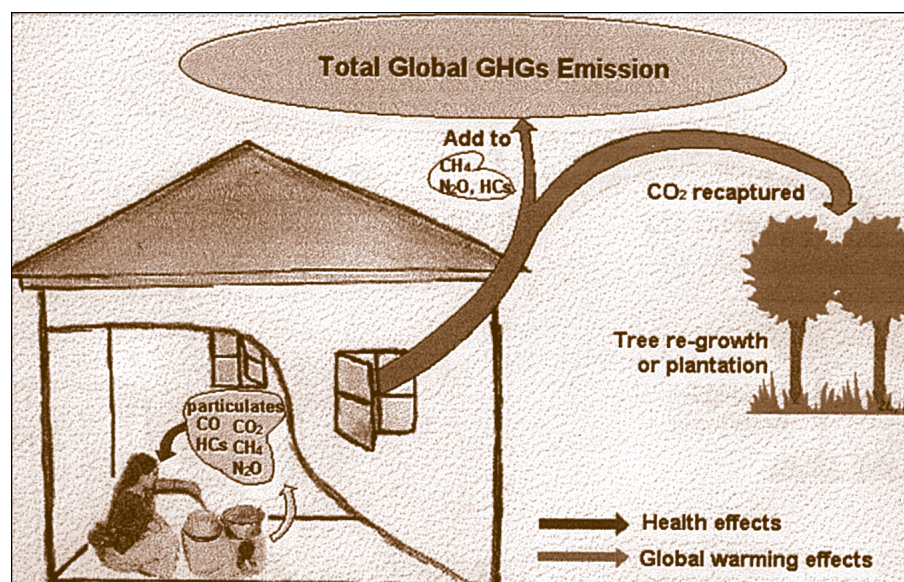 Total Global GHGs Emission
Add to
CH₄
N₂O, HCs
CO₂ recaptured
Tree re-growth
or plantation
particulates
CO CO₂
HCs CH₄
N₂O
Health effects
Global warming effects